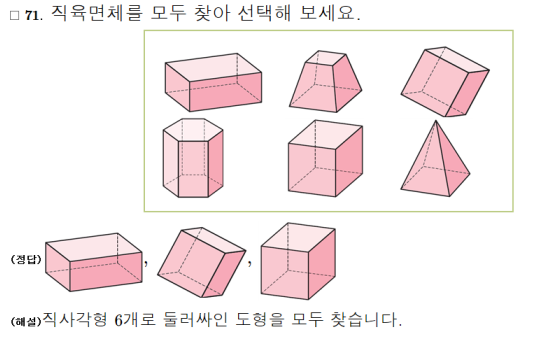 □ 71. 직육면체를 모두 찾아 선택해 보세요.
(정답) , ,
(해설)직사각형 6개로 둘러싸인 도형을 모두 찾습니다.